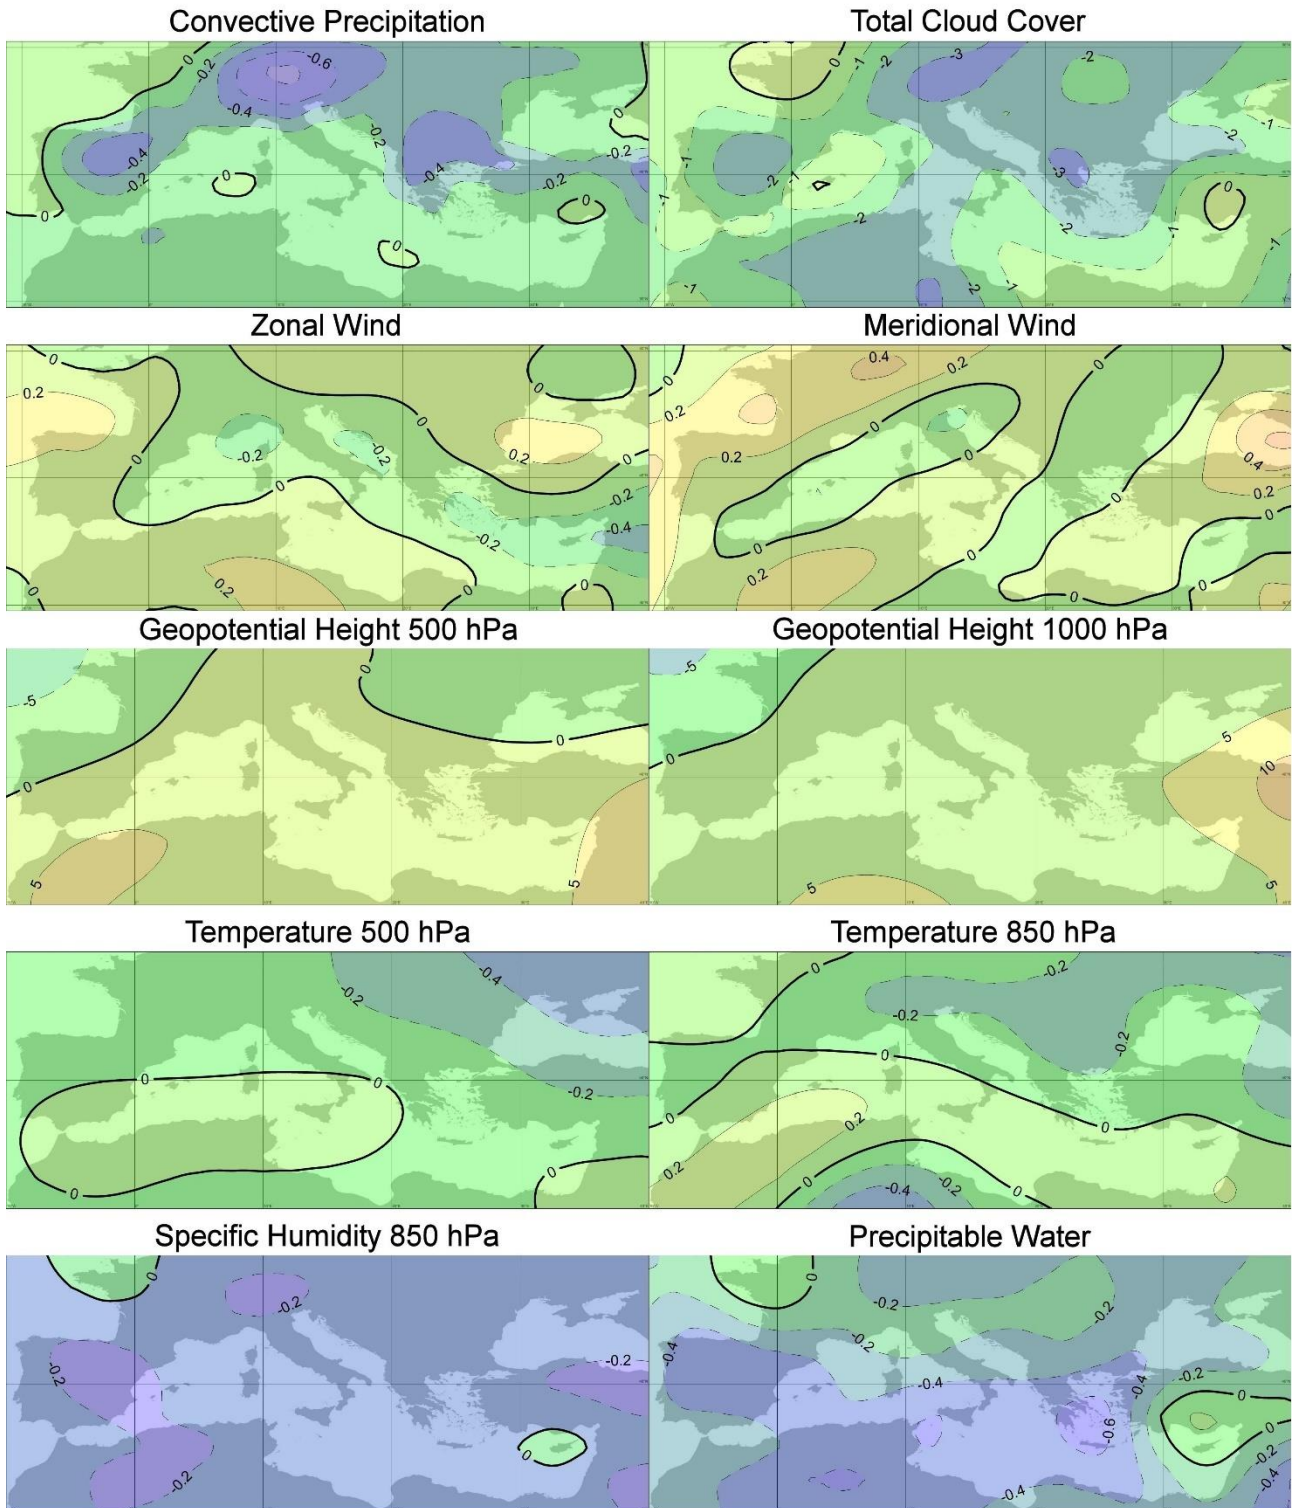 Convective Precipitation
Total Cloud Cover
0 -0.2 -0.6 -0.4 -0.2 -0.4 -0.2 -0.4 -0.2 0 -0.2 0 0 0 0
0 -1 -2 -3 -2 -1 -2 -1 -2 -1 -3 0 -1 -2 -2 -1 -1 -2 -1 -1
Zonal Wind
Meridional Wind
0 0.2 0 -0.2 -0.2 0 0 0.2 0 0 -0.2 -0.4 -0.2 0.2 0 0 0
0 0.2 0.4 0.2 0 0 0.2 0 0.4 0.2 0 0 0 0.2 0 0
Geopotential Height 500 hPa
Geopotential Height 1000 hPa
-5 0 0 0 5 5
-5 0 5 10 5 5
Temperature 500 hPa
Temperature 850 hPa
-0.2 -0.4 0 0 -0.2 0 0
0 -0.2 -0.2 -0.2 0 0 0.2 0 0.2 0 -0.4 -0.2 0
Specific Humidity 850 hPa
Precipitable Water
0 -0.2 -0.2 -0.2 0 -0.2
0 -0.2 -0.2 -0.4 -0.2 -0.4 -0.4 -0.2 0 -0.6 0 -0.2 -0.4 -0.4